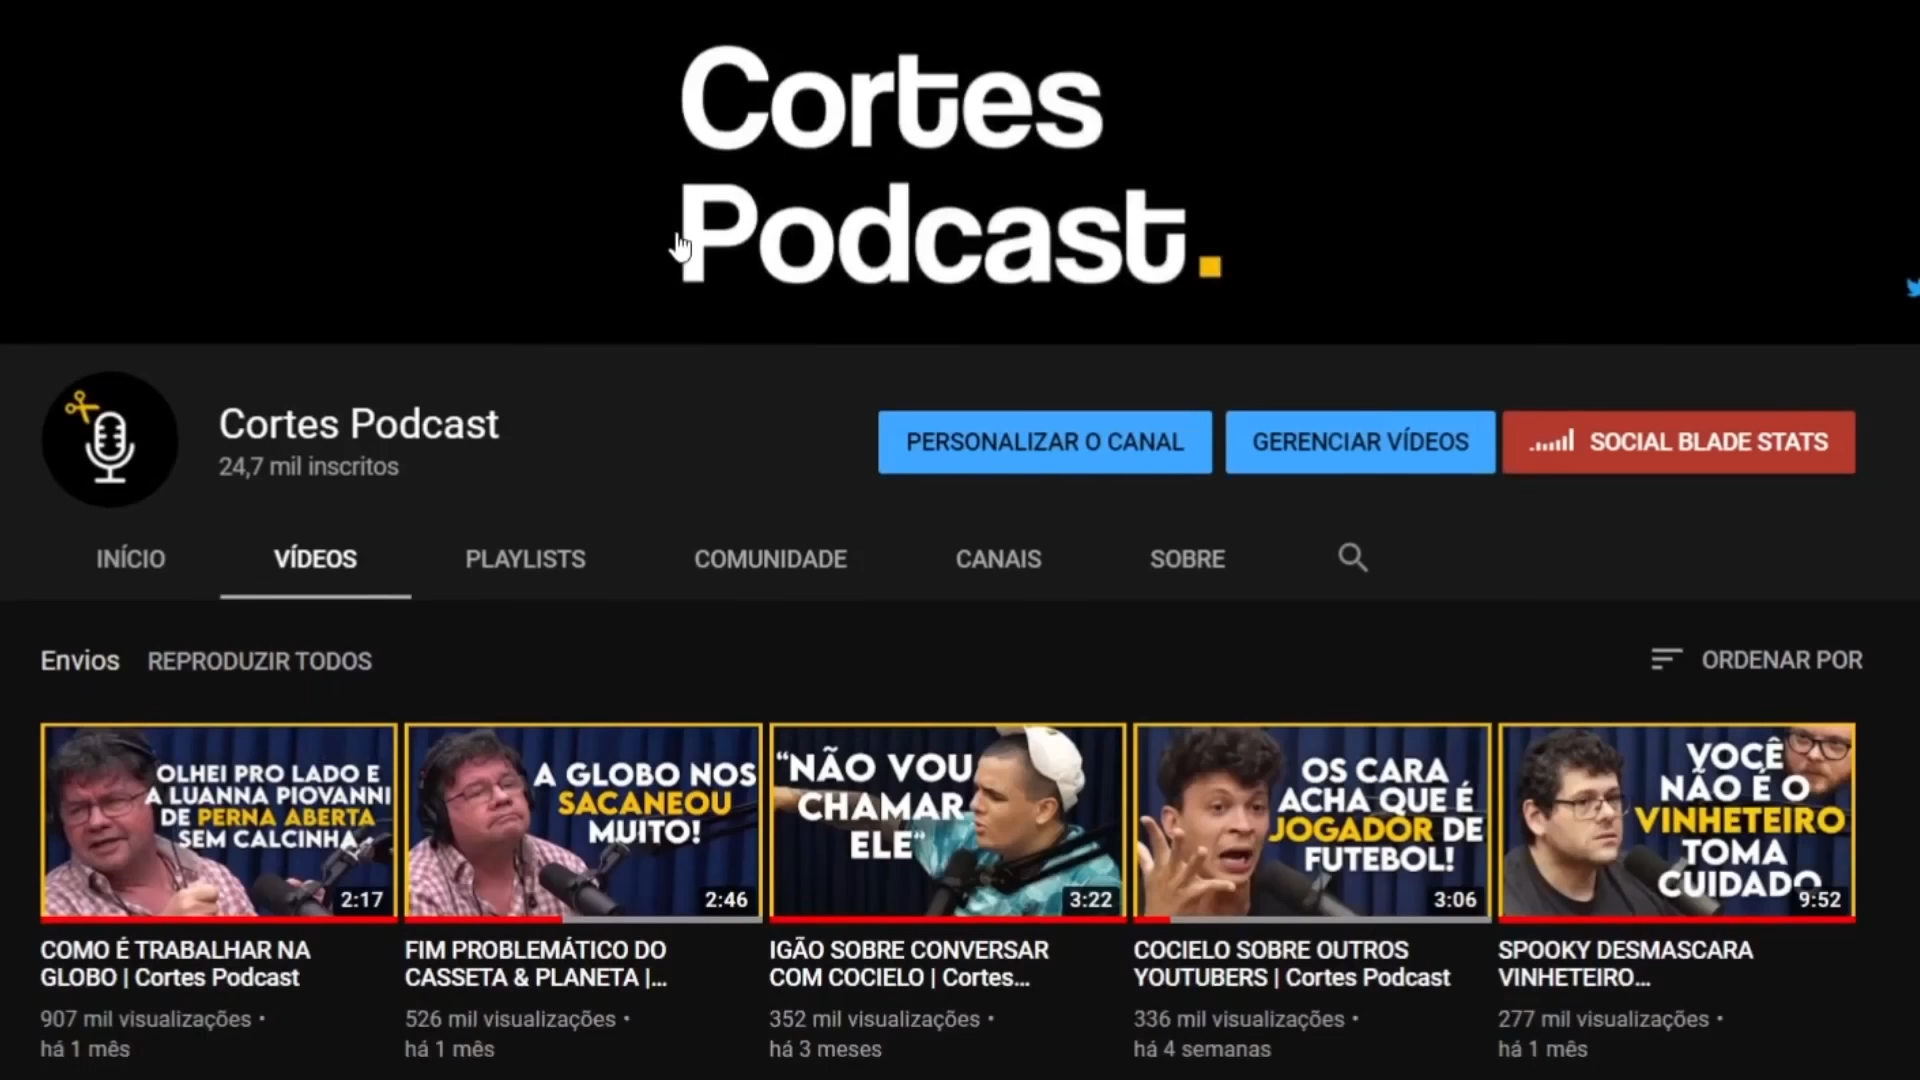 Cortes
Podcast.
Cortes Podcast
24,7 mil inscritos
PERSONALIZAR O CANAL
GERENCIAR VÍDEOS
SOCIAL BLADE STATS
INÍCIO
VÍDEOS
PLAYLISTS
COMUNIDADE
CANAIS
SOBRE
Envios
REPRODUZIR TODOS
ORDENAR POR
OLHEI PRO LADO E
A LUANNA PIOVANNI
DE PERNA ABERTA
SEM CALCINHA
2:17
COMO É TRABALHAR NA
GLOBO | Cortes Podcast
907 mil visualizações •
há 1 mês
A GLOBO NOS
SACANEOU
MUITO!
2:46
FIM PROBLEMÁTICO DO
CASSETA & PLANETA |...
526 mil visualizações •
há 1 mês
“NÃO VOU
CHAMAR
ELE”
3:22
IGÃO SOBRE CONVERSAR
COM COCIELO | Cortes...
352 mil visualizações •
há 3 meses
OS CARA
ACHA QUE É
JOGADOR DE
FUTEBOL!
3:06
COCIELO SOBRE OUTROS
YOUTUBERS | Cortes Podcast
336 mil visualizações •
há 4 semanas
VOCÊ
NÃO É O
VINHETEIRO
TOMA
CUIDADO
9:52
SPOOKY DESMASCARA
VINHETEIRO...
277 mil visualizações •
há 1 mês